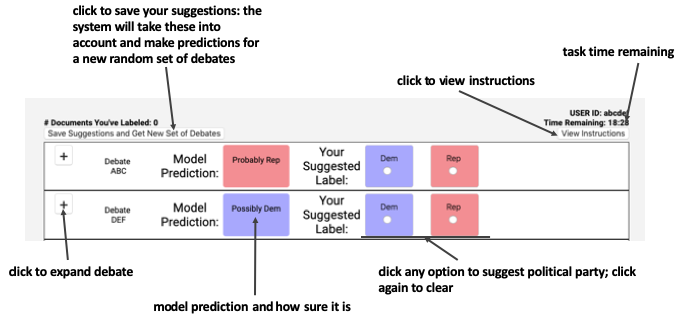 click to save your suggestions: the
system will take these into
account and make predictions for
a new random set of debates
task time remaining
click to view instructions
USER ID: abcdef
# Documents You've Labeled: 0
Time Remaining: 18:28
Save Suggestions and Get New Set of Debates
View Instructions
+
Debate
ABC
Model
Prediction:
Probably Rep
Your
Suggested
Label:
Dem
Rep
+
Debate
DEF
Model
Prediction:
Possibly Dem
Your
Suggested
Label:
Dem
Rep
click to expand debate
click any option to suggest political party; click
again to clear
model prediction and how sure it is